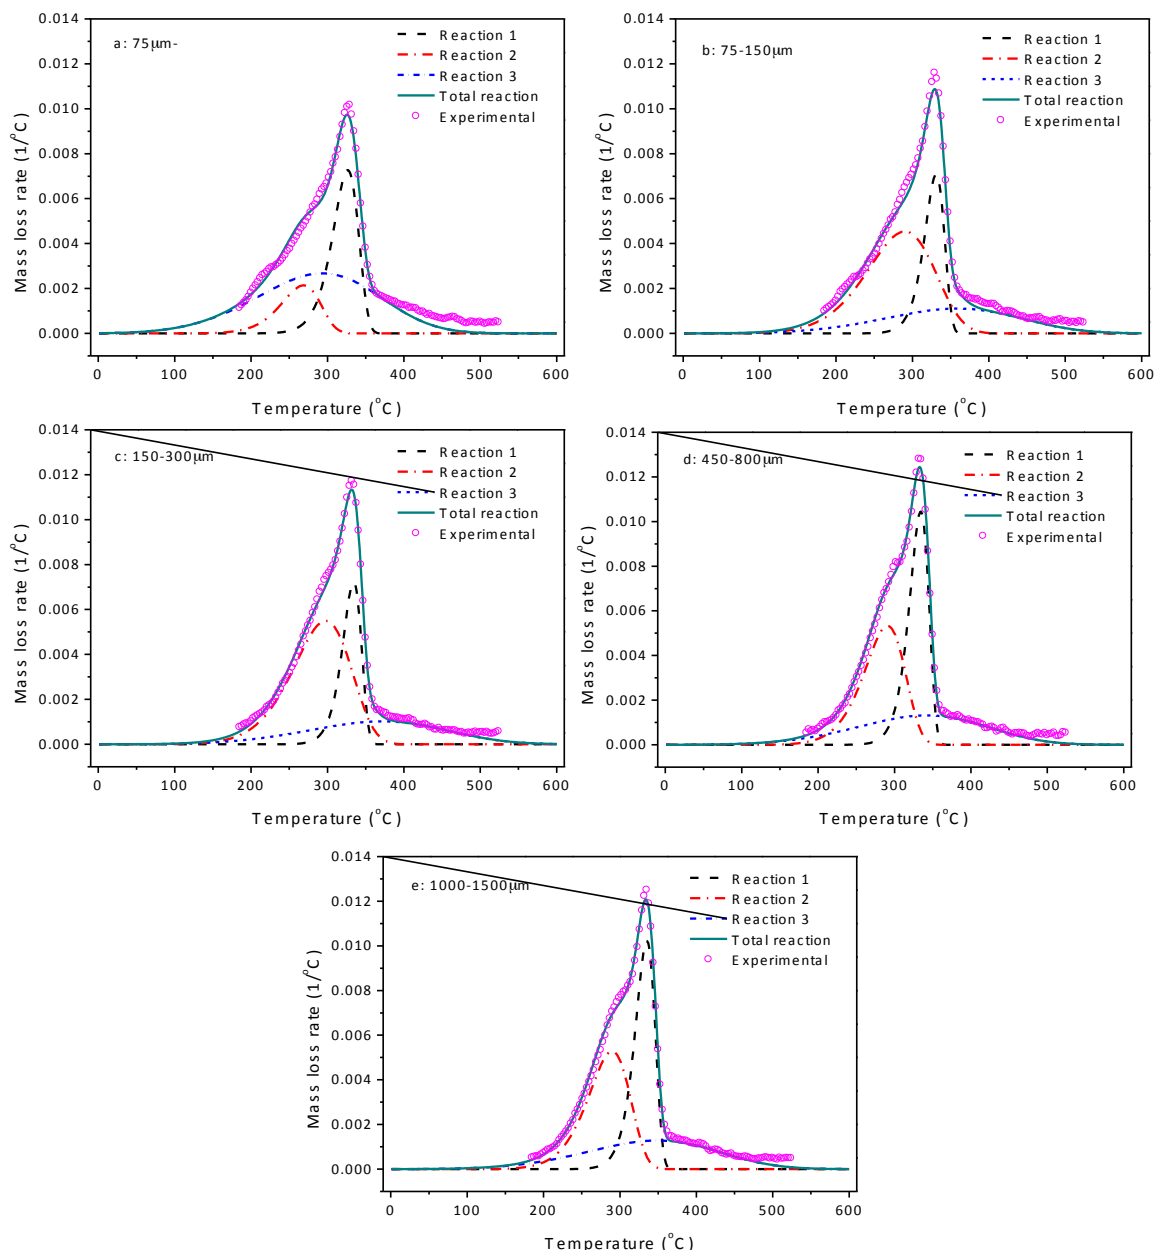 0.014
0.012
0.010
0.008
0.006
0.004
0.002
0.000
Mass loss rate (1/°C)
a: 75μm-
Reaction 1
Reaction 2
Reaction 3
Total reaction
Experimental
0 100 200 300 400 500 600
Temperature (°C)
0.014
0.012
0.010
0.008
0.006
0.004
0.002
0.000
Mass loss rate (1/°C)
b: 75-150μm
Reaction 1
Reaction 2
Reaction 3
Total reaction
Experimental
0 100 200 300 400 500 600
Temperature (°C)
0.014
0.012
0.010
0.008
0.006
0.004
0.002
0.000
Mass loss rate (1/°C)
c: 150-300μm
Reaction 1
Reaction 2
Reaction 3
Total reaction
Experimental
0 100 200 300 400 500 600
Temperature (°C)
0.014
0.012
0.010
0.008
0.006
0.004
0.002
0.000
Mass loss rate (1/°C)
d: 450-800μm
Reaction 1
Reaction 2
Reaction 3
Total reaction
Experimental
0 100 200 300 400 500 600
Temperature (°C)
0.014
0.012
0.010
0.008
0.006
0.004
0.002
0.000
Mass loss rate (1/°C)
e: 1000-1500μm
Reaction 1
Reaction 2
Reaction 3
Total reaction
Experimental
0 100 200 300 400 500 600
Temperature (°C)